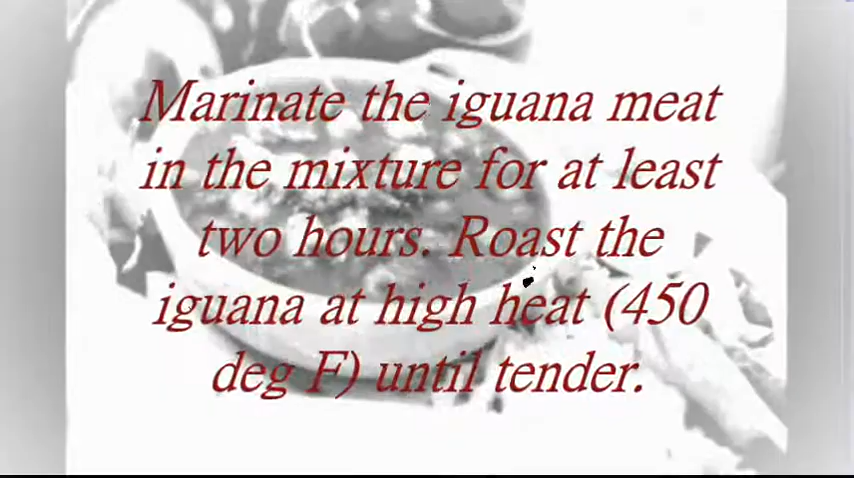 Marinate the iguana meat
in the mixture for at least
two hours. Roast the
iguana at high heat (450
deg F) until tender.